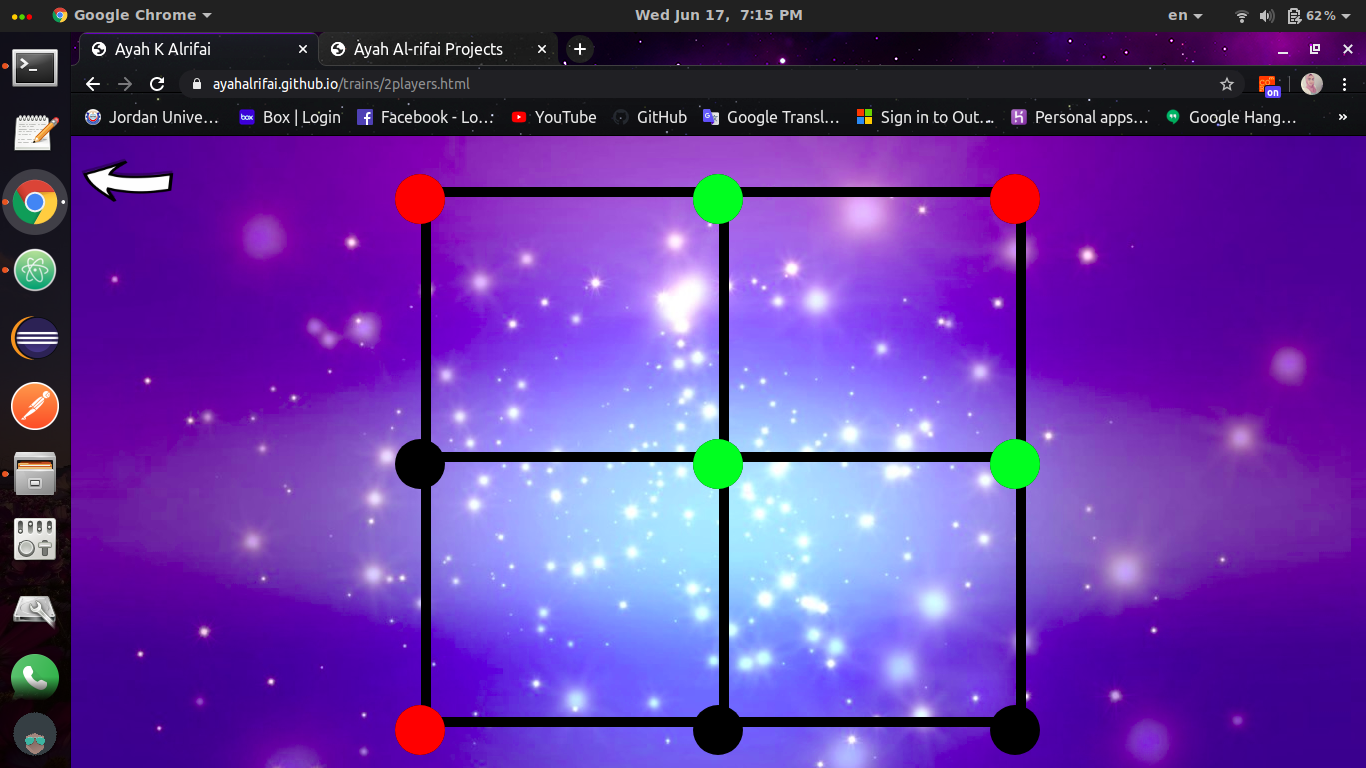 Google Chrome Wed Jun 17, 7:15 PM en 62%
Ayah K Alrifai Ayah Al-rifai Projects
ayahalrifai.github.io/trains/2players.html
on
Jordan Unive… Box | Login Facebook - Lo… YouTube GitHub Google Transl… Sign in to Out… Personal apps… Google Hang… »